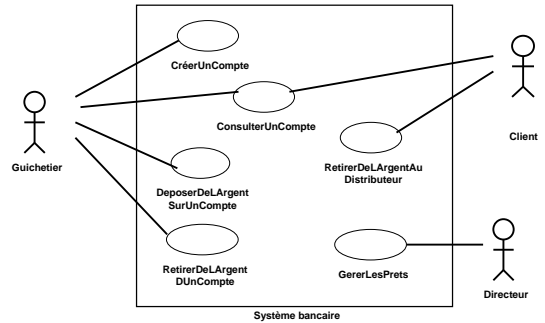 CréerUnCompte
ConsulterUnCompte
Client
Guichetier
RetirerDeLArgentAu
Distributeur
DeposerDeLArgent
SurUnCompte
RetirerDeLArgent
DUnCompte
GererLesPrets
Directeur
Système bancaire